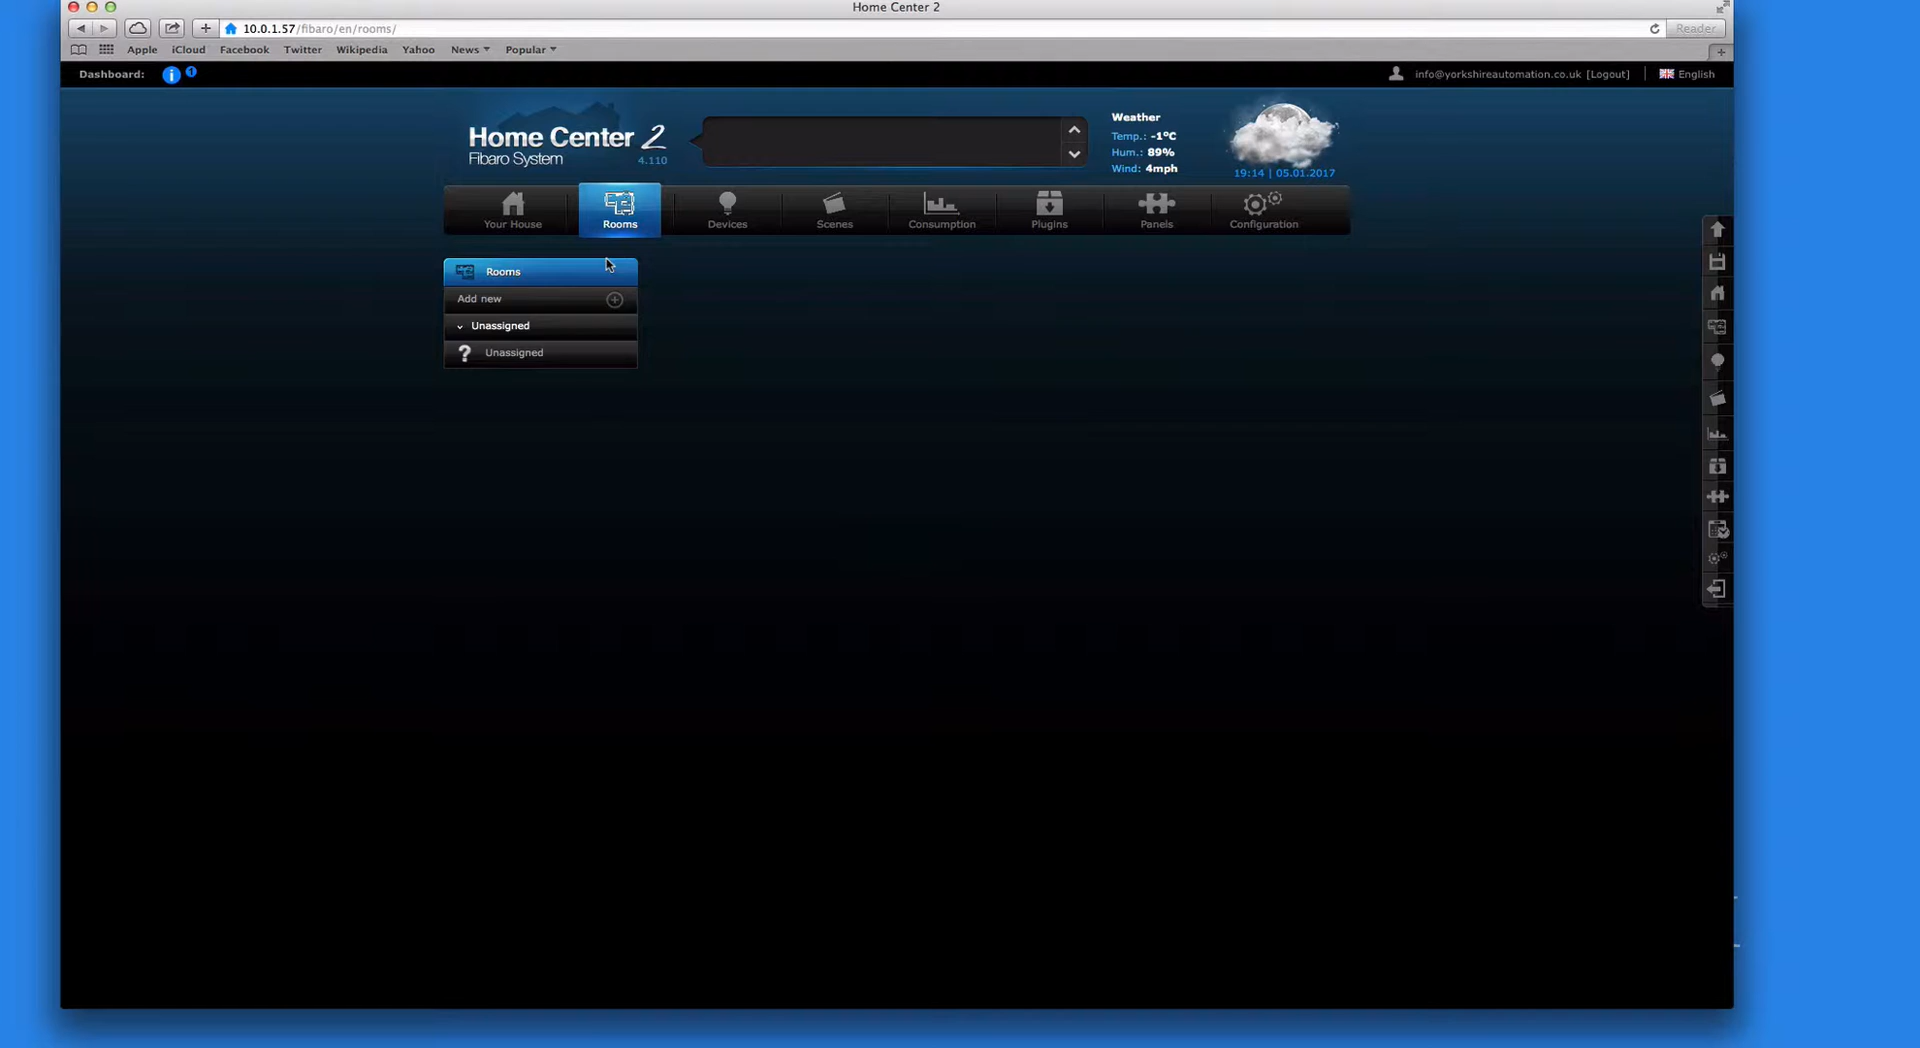 Home Center 2
10.0.1.57/fibaro/en/rooms/
Reader
Apple iCloud Facebook Twitter Wikipedia Yahoo News Popular
Dashboard: i 1
info@yorkshireautomation.co.uk [Logout] English
Home Center 2
Fibaro System 4.110
Weather
Temp.: -1°C
Hum.: 89%
Wind: 4mph
19:14 | 05.01.2017
Your House Rooms Devices Scenes Consumption Plugins Panels Configuration
Rooms
Add new
Unassigned
? Unassigned